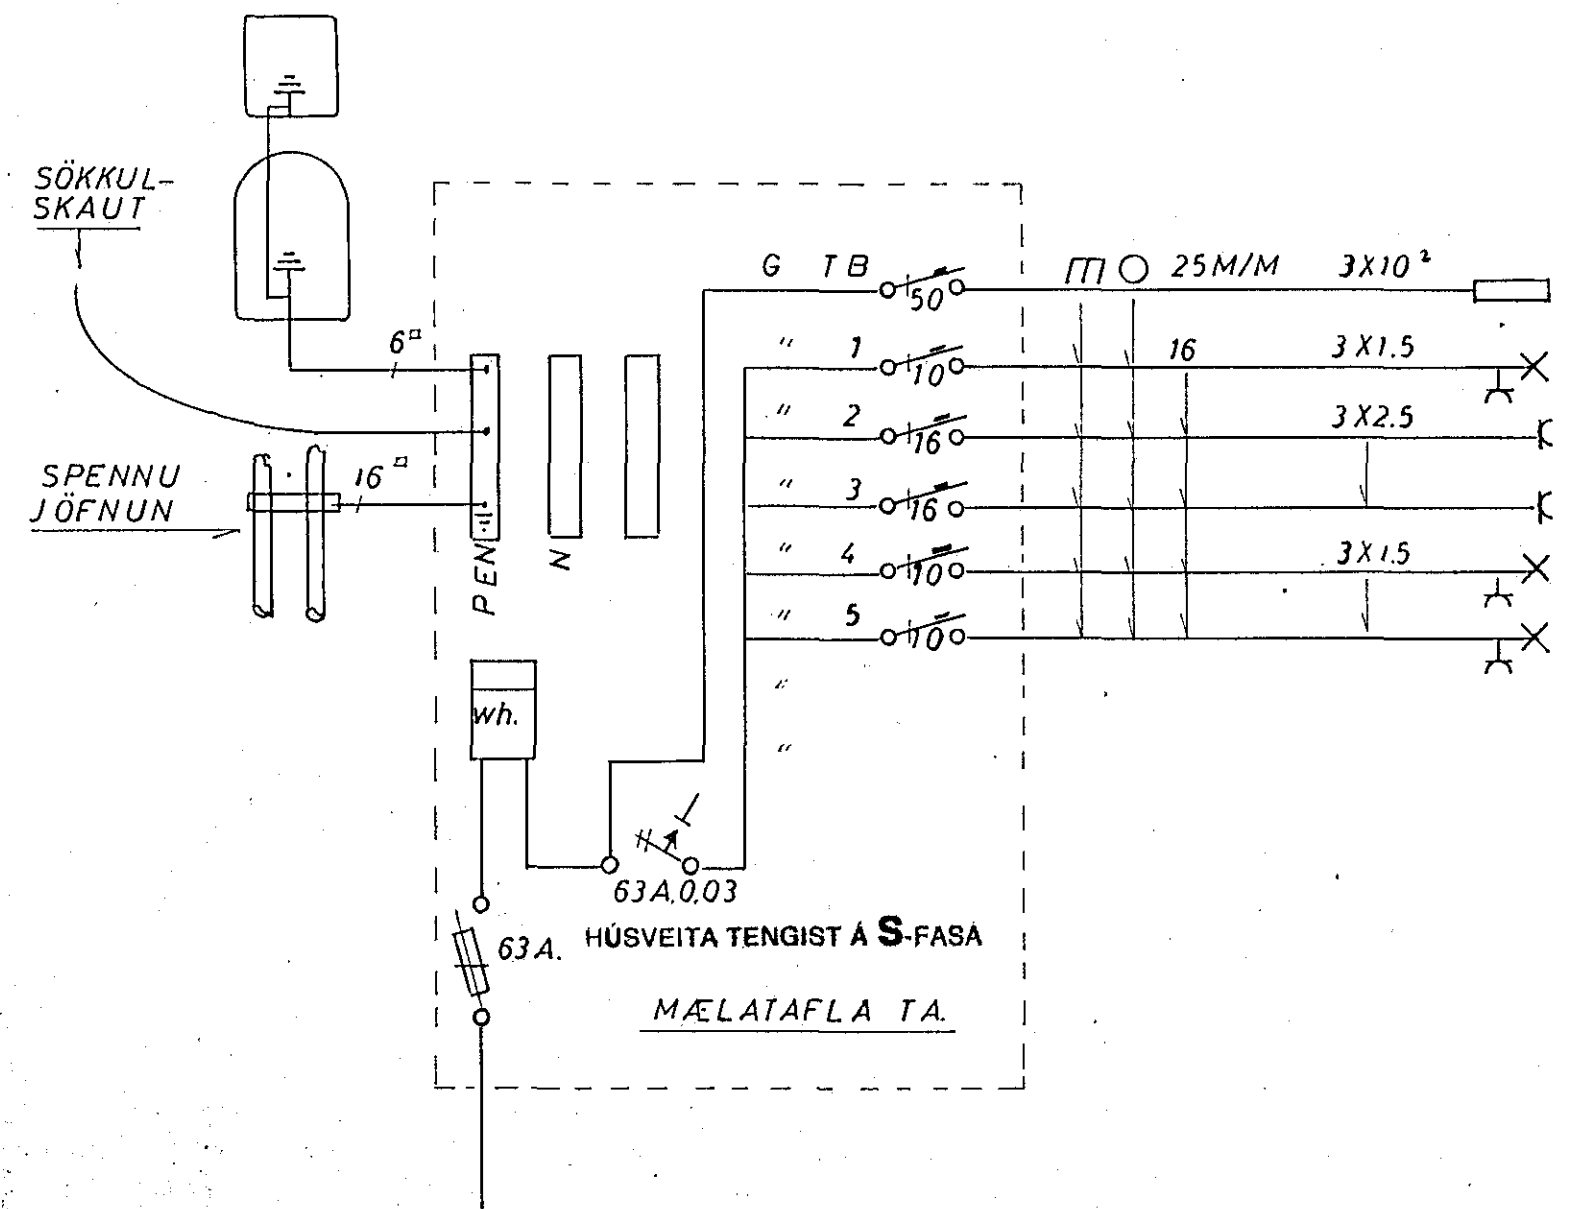 SÖKKUL-
SKAUT
G TB 50 25 M/M 3X10²
6¤
" 1 10 16 3X1.5
" 2 16 3X2.5
SPENNU
JÖFNUN
16¤
" 3 16
" 4 10 3X1.5
" 5 10
PEN
N
"
"
wh.
63A,0,03
63A.
HÚSVEITA TENGIST Á S-FASA
MÆLATAFLA TA.